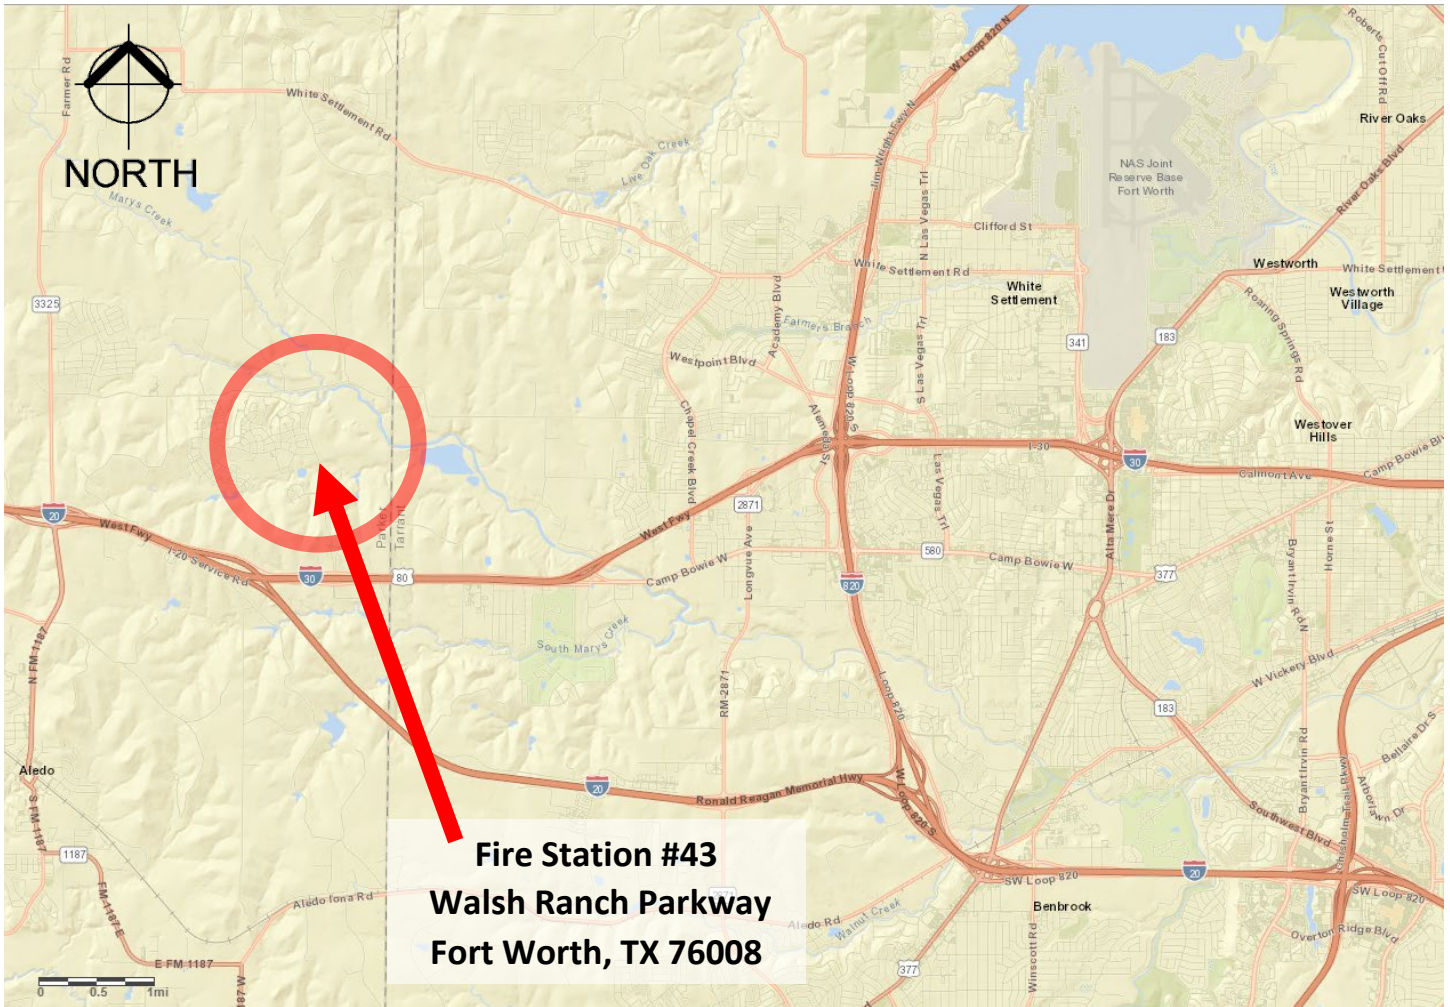 NORTH
Farmer Rd
White Settlement Rd
Marys Creek
Live Oak Creek
W Loop 820 N
Jim Wright Fwy N
N Las Vegas Trl
NAS Joint
Reserve Base
Fort Worth
Roberts Cut Off Rd
River Oaks
River Oaks Blvd
Clifford St
White Settlement Rd
White
Settlement
Westworth
White Settlement
Westworth
Village
3325
Academy Blvd
Farmers Branch
Westpoint Blvd
W Loop 820 S
S Las Vegas Trl
341
183
Roaring Springs Rd
Chapel Creek Blvd
Alameda St
Westover
Hills
I-30
30
Calmont Ave
Camp Bowie Bl
20
West Fwy
I-20 Service Rd
Parker
Tarrant
West Fwy
2871
Las Vegas Trl
Alta Mere Dr
30
80
Camp Bowie W
Longvue Ave
820
580
Camp Bowie W
377
Bryant Irvin Rd N
Horne St
N FM 1187
South Marys Creek
RM-2871
Loop 820
W Vickery Blvd
183
Aledo
20
Ronald Reagan Memorial Hwy
W Loop 820 S
Bryant Irvin Rd
Chisholm Trail Pkwy
Bellaire Dr S
Arborlawn Dr
Southwest Blvd
S FM 1187
1187
FM 1187 E
Fire Station #43
Walsh Ranch Parkway
Fort Worth, TX 76008
Aledo Iona Rd
2871
Aledo Rd
Walnut Creek
SW Loop 820
20
SW Loop 820
Benbrook
Winscott Rd
Overton Ridge Blvd
E FM 1187
187 W
377
0 0.5 1mi